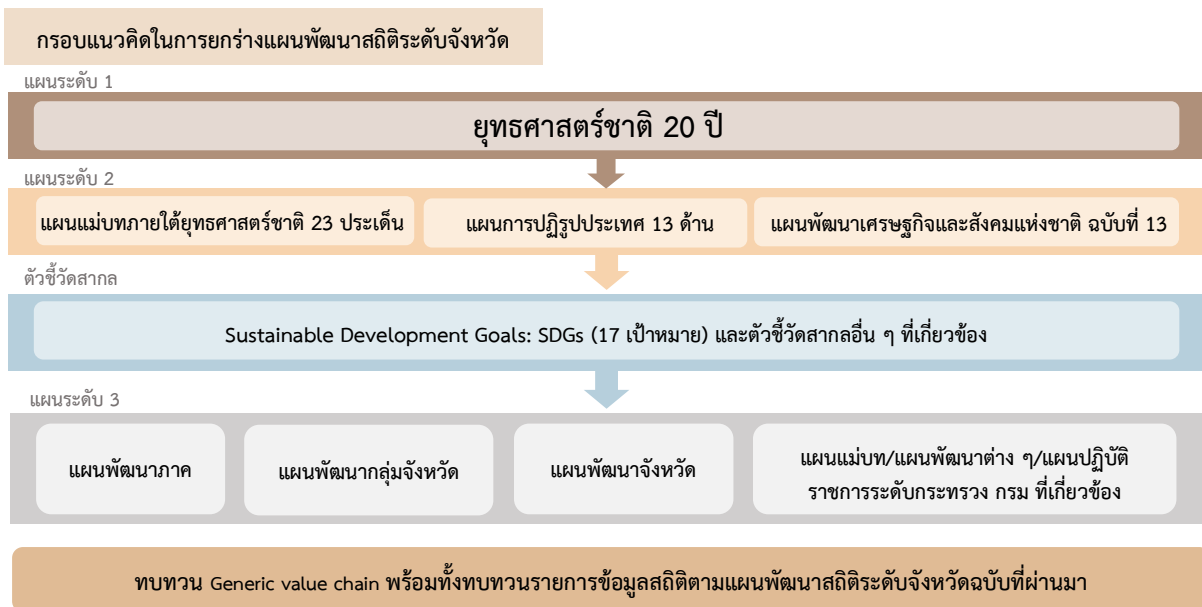 กรอบแนวคิดในการยกร่างแผนพัฒนาสถิติระดับจังหวัด
แผนระดับ 1
ยุทธศาสตร์ชาติ 20 ปี
แผนระดับ 2
แผนแม่บทภายใต้ยุทธศาสตร์ชาติ 23 ประเด็น
แผนการปฏิรูปประเทศ 13 ด้าน
แผนพัฒนาเศรษฐกิจและสังคมแห่งชาติ ฉบับที่ 13
ตัวชี้วัดสากล
Sustainable Development Goals: SDGs (17 เป้าหมาย) และตัวชี้วัดสากลอื่น ๆ ที่เกี่ยวข้อง
แผนระดับ 3
แผนพัฒนาภาค
แผนพัฒนากลุ่มจังหวัด
แผนพัฒนาจังหวัด
แผนแม่บท/แผนพัฒนาต่าง ๆ/แผนปฏิบัติ
ราชการระดับกระทรวง กรม ที่เกี่ยวข้อง
ทบทวน Generic value chain พร้อมทั้งทบทวนรายการข้อมูลสถิติตามแผนพัฒนาสถิติระดับจังหวัดฉบับที่ผ่านมา